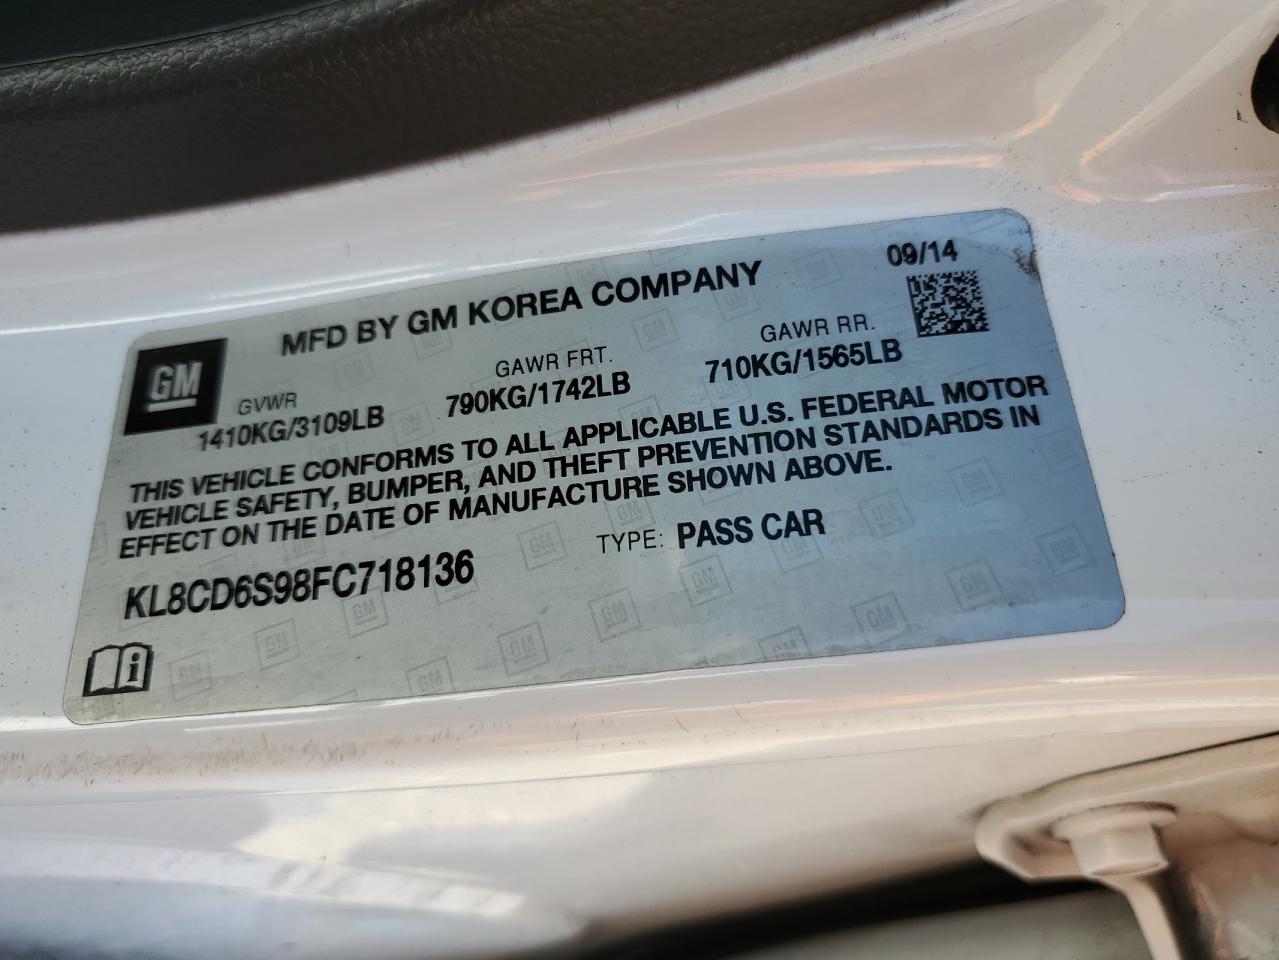 09/14
MFD BY GM KOREA COMPANY
GM
GVWR GAWR FRT. GAWR RR.
1410KG/3109LB 790KG/1742LB 710KG/1565LB
THIS VEHICLE CONFORMS TO ALL APPLICABLE U.S. FEDERAL MOTOR
VEHICLE SAFETY, BUMPER, AND THEFT PREVENTION STANDARDS IN
EFFECT ON THE DATE OF MANUFACTURE SHOWN ABOVE.
KL8CD6S98FC718136 TYPE: PASS CAR
i